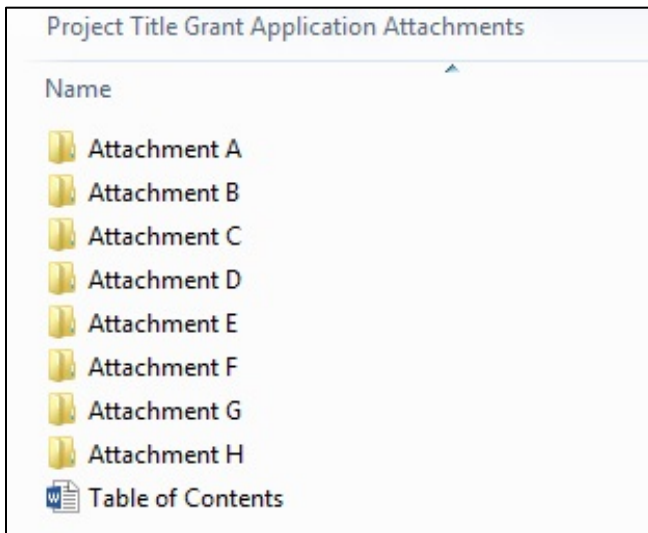 Project Title Grant Application Attachments
Name
Attachment A
Attachment B
Attachment C
Attachment D
Attachment E
Attachment F
Attachment G
Attachment H
Table of Contents